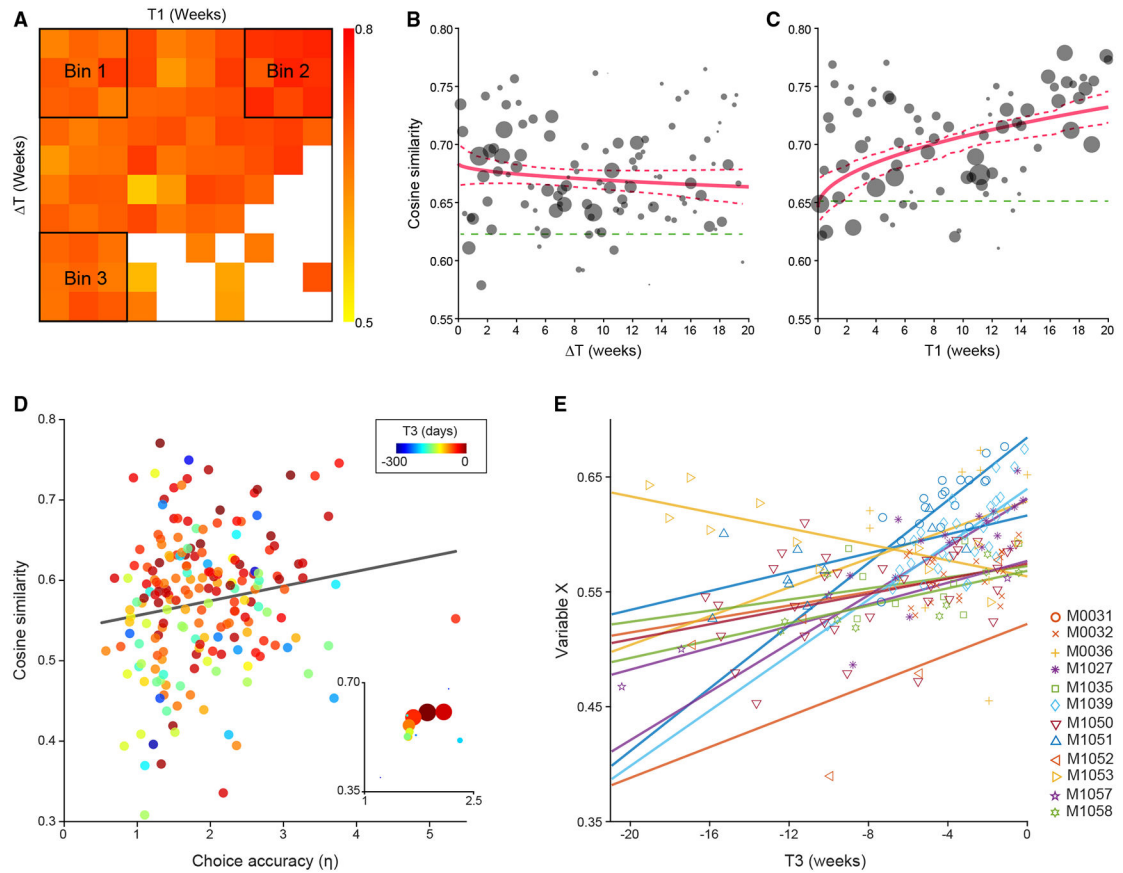 A
T1 (Weeks)
ΔT (Weeks)
Bin 1
Bin 2
Bin 3
0.8
0.5
B
Cosine similarity
0.80
0.75
0.70
0.65
0.60
0.55
0 2 4 6 8 10 12 14 16 18 20
ΔT (weeks)
C
0.80
0.75
0.70
0.65
0.60
0.55
0 2 4 6 8 10 12 14 16 18 20
T1 (weeks)
D
Cosine similarity
0.8
0.7
0.6
0.5
0.4
0.3
0 1 2 3 4 5
Choice accuracy (η)
T3 (days)
-300 0
0.70
0.35
1 2.5
E
Variable X
0.65
0.55
0.45
0.35
-20 -16 -12 -8 -4 0
T3 (weeks)
M0031
M0032
M0036
M1027
M1035
M1039
M1050
M1051
M1052
M1053
M1057
M1058